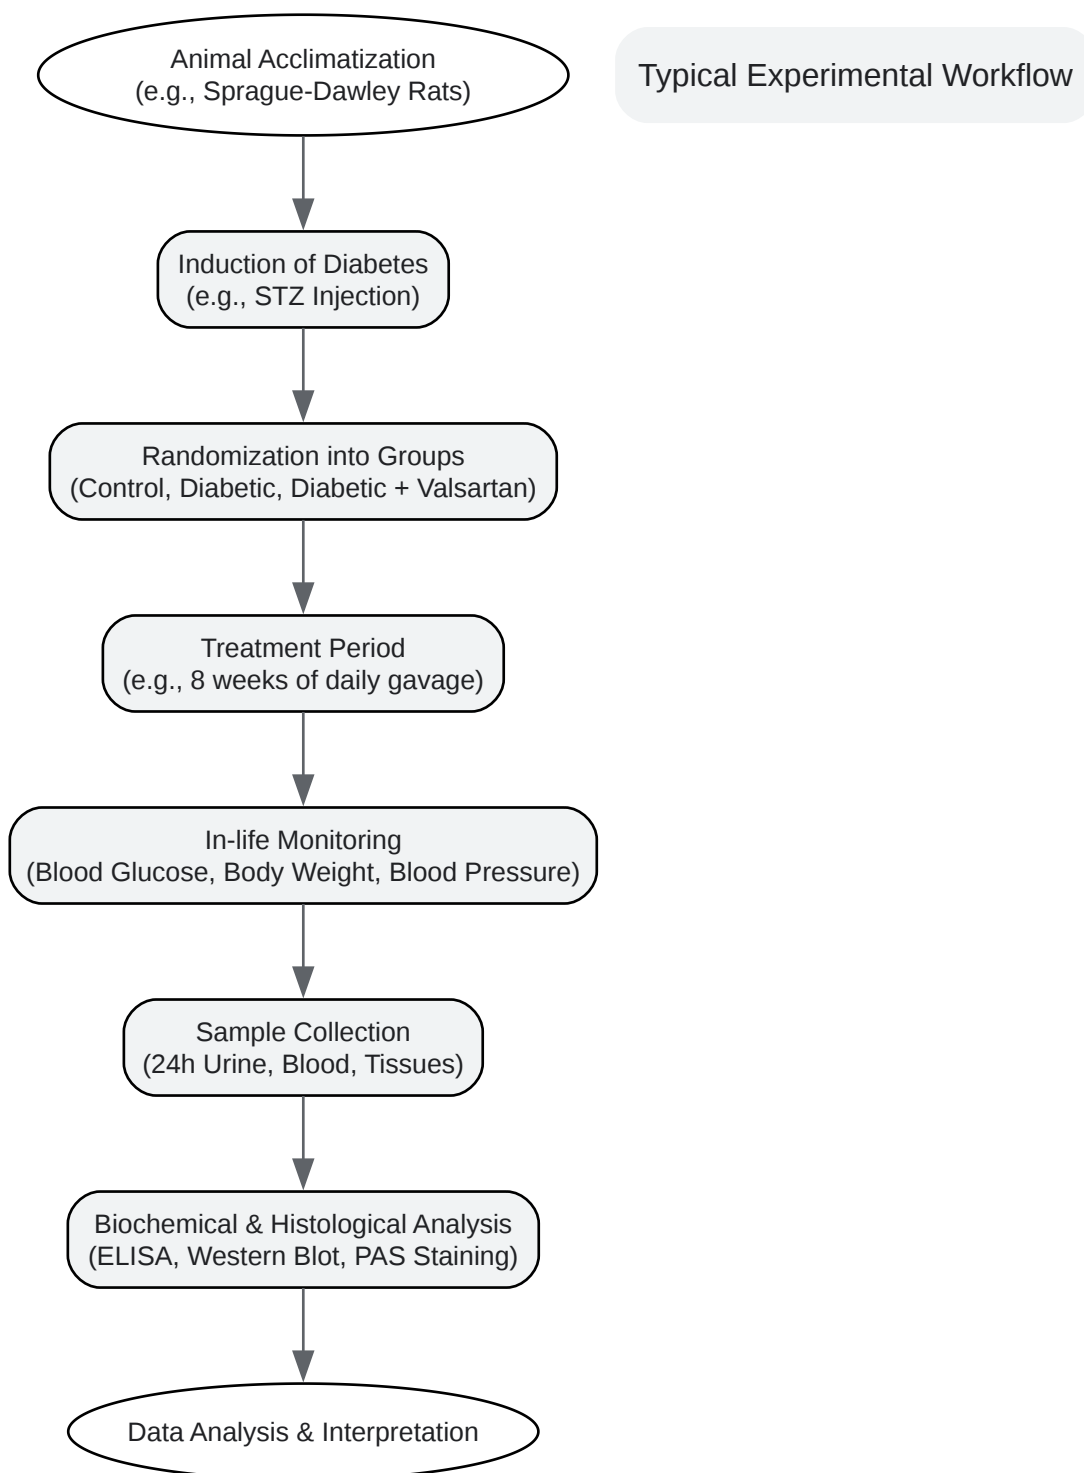 Animal Acclimatization
(e.g., Sprague-Dawley Rats)
Typical Experimental Workflow
Induction of Diabetes
(e.g., STZ Injection)
Randomization into Groups
(Control, Diabetic, Diabetic + Valsartan)
Treatment Period
(e.g., 8 weeks of daily gavage)
In-life Monitoring
(Blood Glucose, Body Weight, Blood Pressure)
Sample Collection
(24h Urine, Blood, Tissues)
Biochemical & Histological Analysis
(ELISA, Western Blot, PAS Staining)
Data Analysis & Interpretation